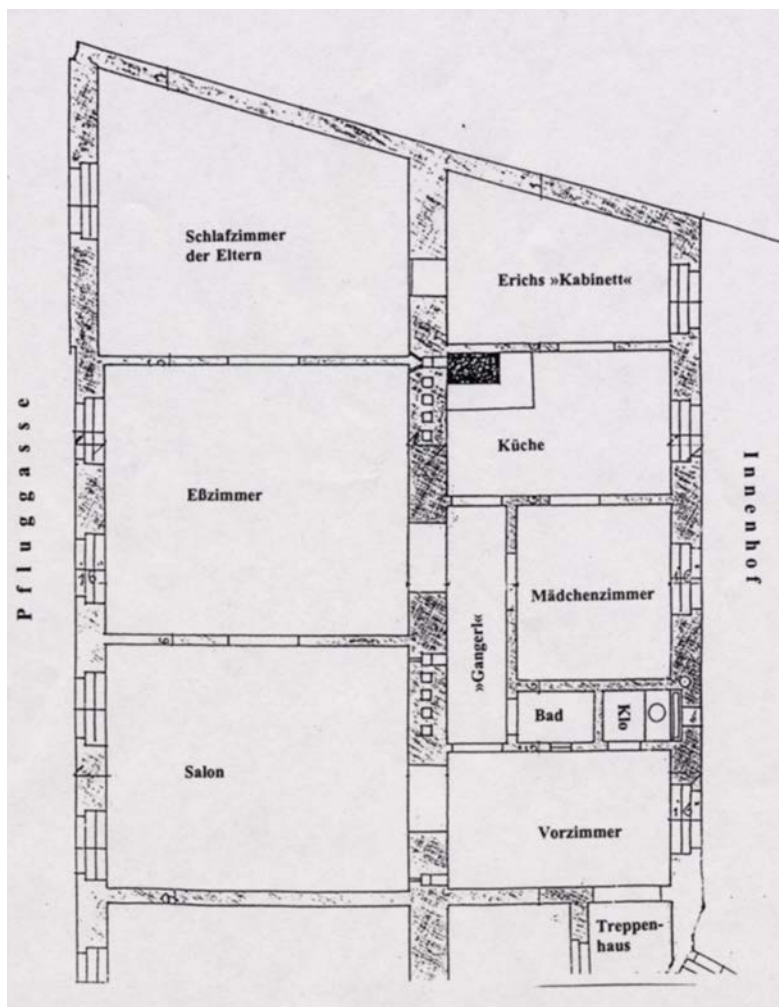 Schlafzimmer
der Eltern
Erichs »Kabinett«
Küche
Eßzimmer
Pfluggasse
Innenhof
Mädchenzimmer
»Gangerl«
Bad
Klo
Salon
Vorzimmer
Treppen-
haus